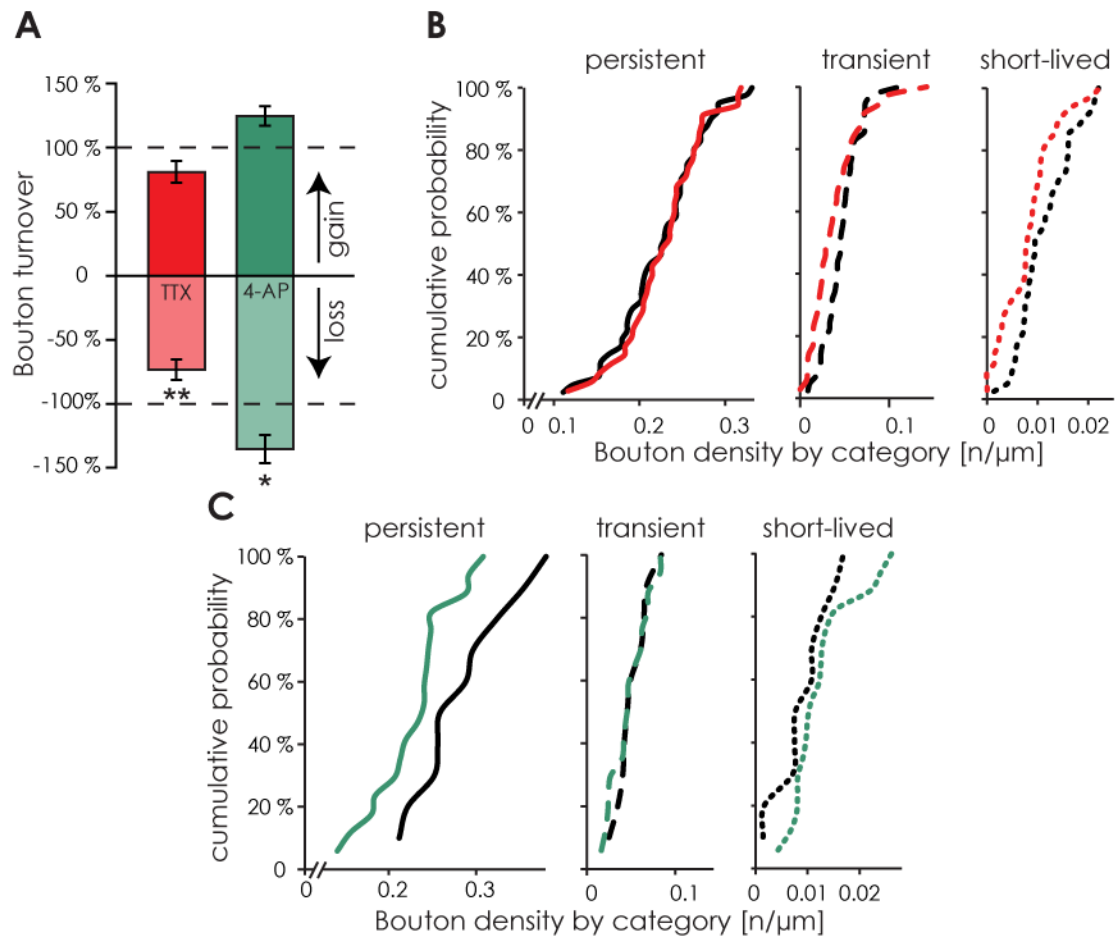 A
Bouton turnover
150 %
100 %
50 %
0
-50 %
-100%
-150 %
TTX
4-AP
gain
loss
**
*
B
persistent
transient
short-lived
cumulative probability
100 %
80 %
60 %
40 %
20 %
0
0
0.1
0.2
0.3
0
0.1
0
0.01
0.02
Bouton density by category [n/µm]
C
persistent
transient
short-lived
cumulative probability
100 %
80 %
60 %
40 %
20 %
0
0
0.2
0.3
0
0.1
0
0.01
0.02
Bouton density by category [n/µm]